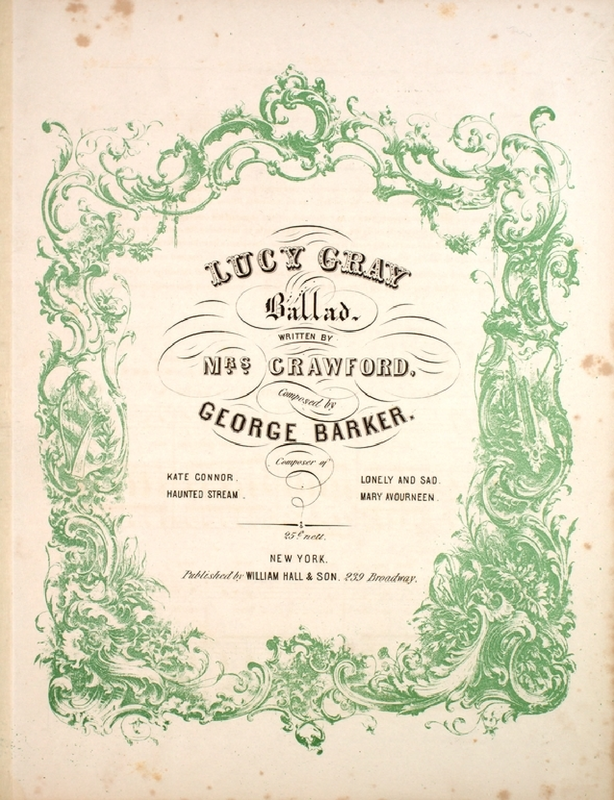 LUCY GRAY
Ballad.
WRITTEN BY
MRS CRAWFORD,
Composed by
GEORGE BARKER.
Composer of
KATE CONNOR.
HAUNTED STREAM.
LONELY AND SAD.
MARY AVOURNEEN.
25¢ nett.
NEW YORK.
Published by WILLIAM HALL & SON, 239 Broadway.